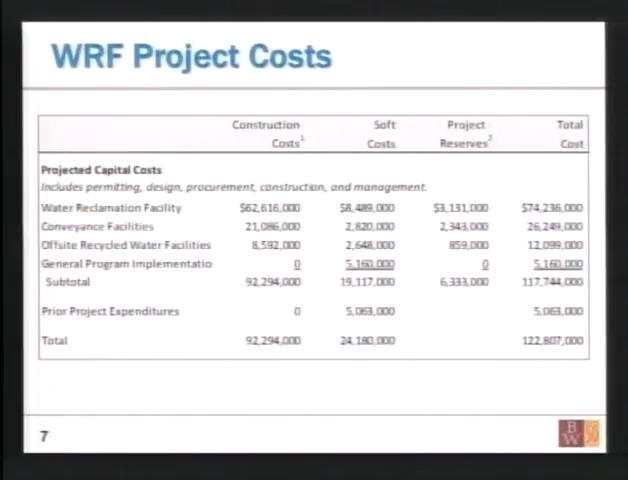 WRF Project Costs
Construction Soft Project Total
Costs¹ Costs Reserves² Cost
Projected Capital Costs
Includes permitting, design, procurement, construction, and management.
Water Reclamation Facility $62,616,000 $8,489,000 $3,131,000 $74,236,000
Conveyance Facilities 21,086,000 2,820,000 2,343,000 26,249,000
Offsite Recycled Water Facilities 8,592,000 2,648,000 859,000 12,099,000
General Program Implementatio 0 5,160,000 0 5,160,000
Subtotal 92,294,000 19,117,000 6,333,000 117,744,000
Prior Project Expenditures 0 5,063,000 5,063,000
Total 92,294,000 24,180,000 122,807,000
7
B
W